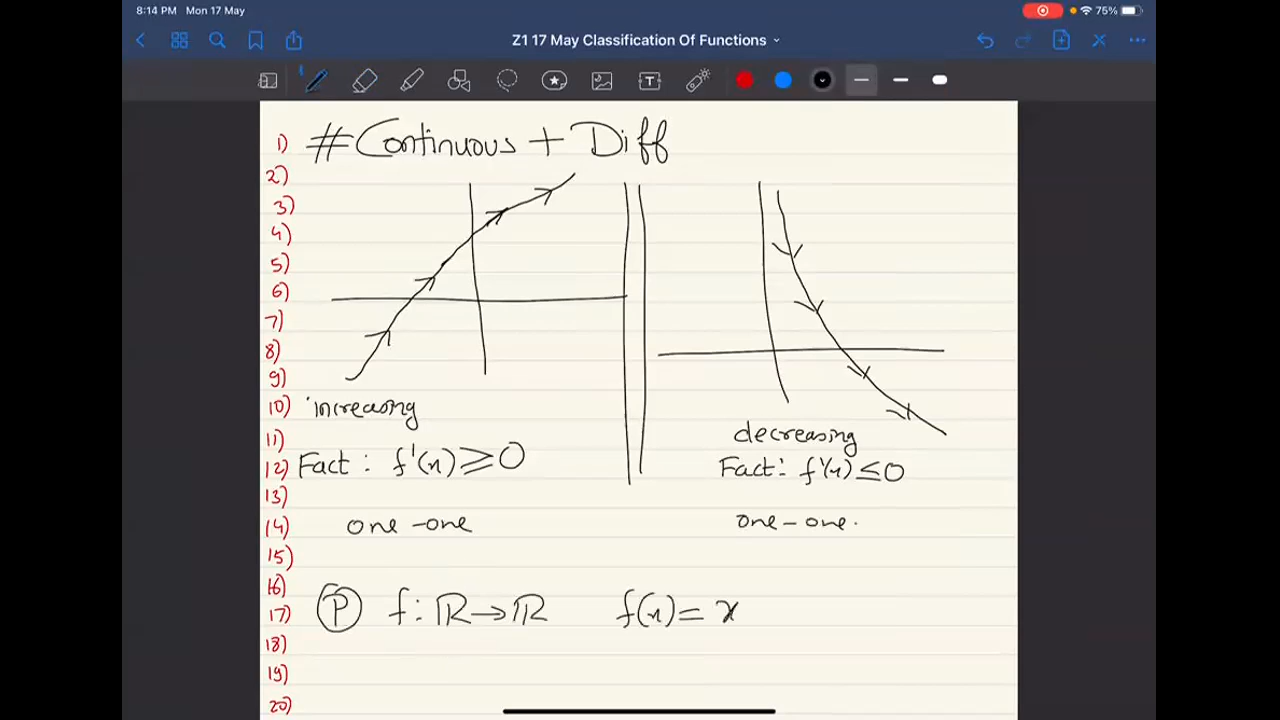 8:14 PM Mon 17 May 75%
Z1 17 May Classification Of Functions
1) #Continuous + Diff
2)
3)
4)
5)
6)
7)
8)
9)
10) increasing
11) decreasing
12) Fact : f'(x) ≥ 0 Fact : f'(x) ≤ 0
13)
14) one-one one-one.
15)
16)
17) P f : ℝ → ℝ f(x) = x
18)
19)
20)